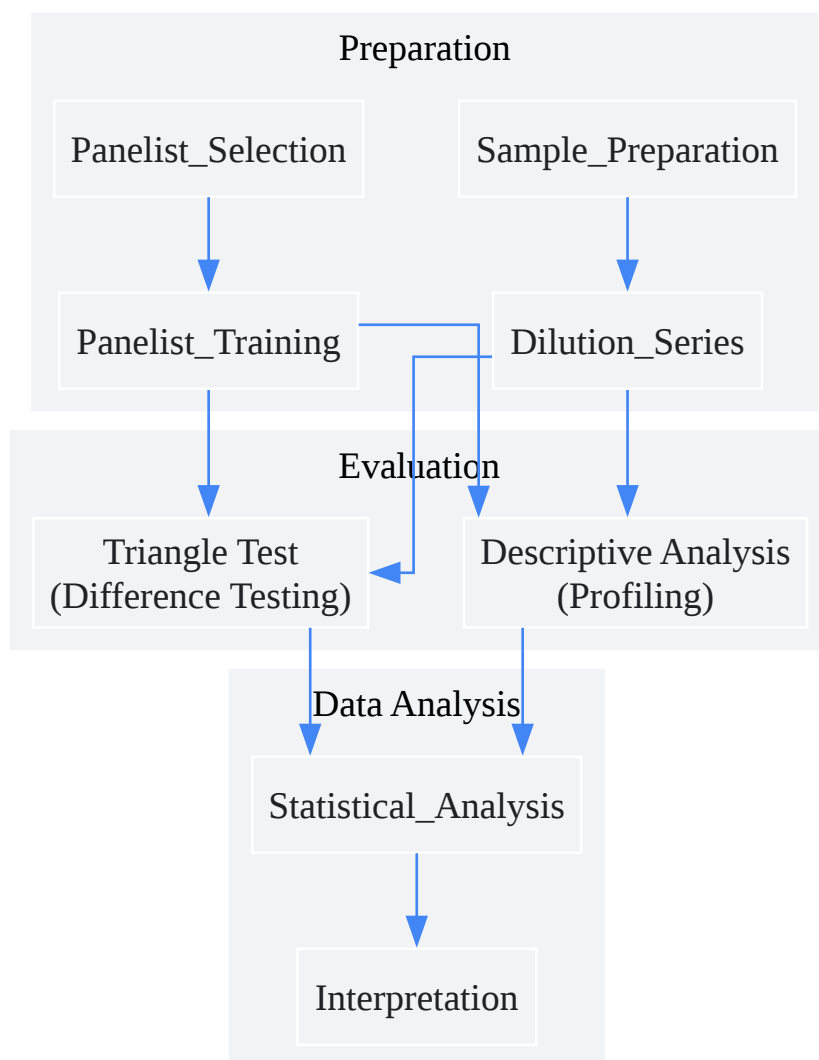 Preparation
Panelist_Selection
Sample_Preparation
Panelist_Training
Dilution_Series
Evaluation
Triangle Test
(Difference Testing)
Descriptive Analysis
(Profiling)
Data Analysis
Statistical_Analysis
Interpretation